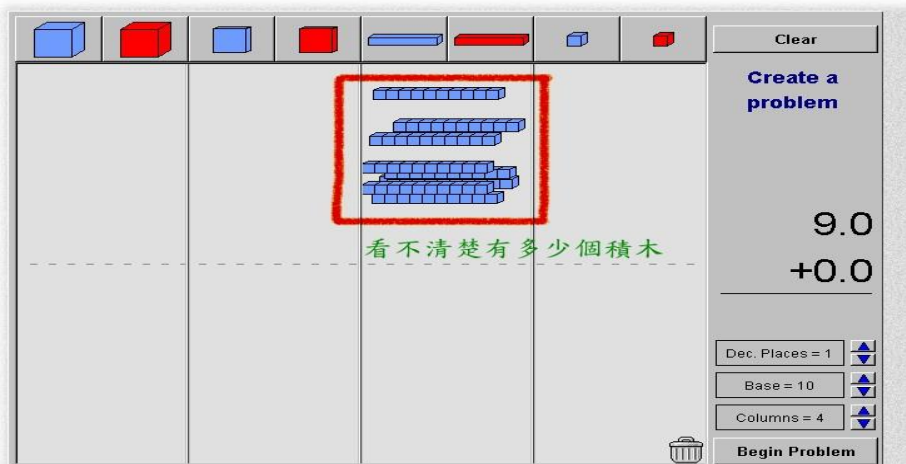 Clear
Create a
problem
9.0
+0.0
看不清楚有多少個積木
Dec. Places = 1
Base = 10
Columns = 4
Begin Problem